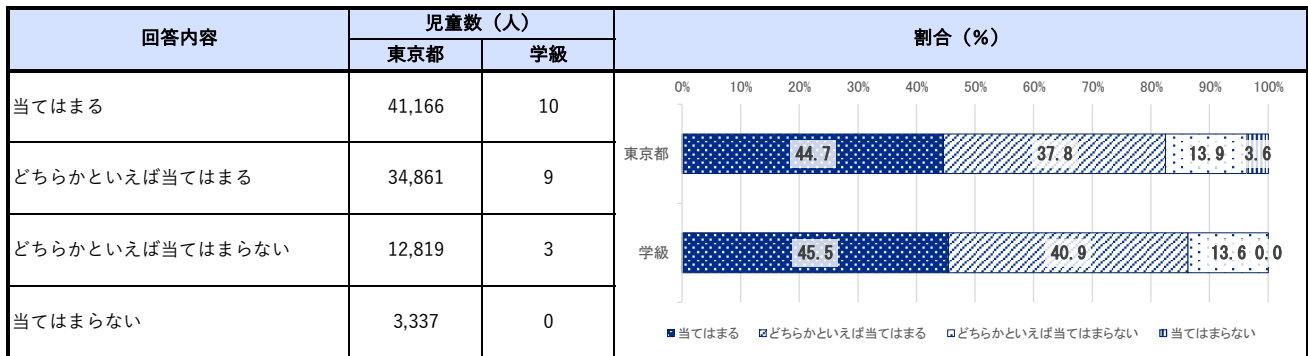 回答内容 児童数（人） 割合（%）
東京都 学級
当てはまる 41,166 10
どちらかといえば当てはまる 34,861 9
どちらかといえば当てはまらない 12,819 3
当てはまらない 3,337 0
0% 10% 20% 30% 40% 50% 60% 70% 80% 90% 100%
東京都 44.7 37.8 13.9 3.6
学級 45.5 40.9 13.6 0.0
当てはまる どちらかといえば当てはまる どちらかといえば当てはまらない 当てはまらない